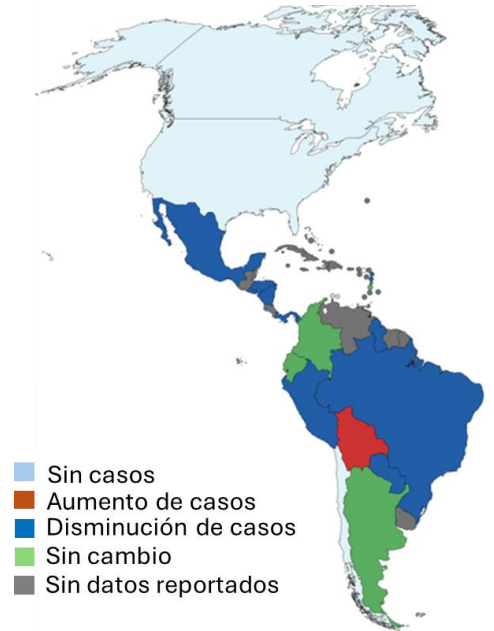 Sin casos
Aumento de casos
Disminución de casos
Sin cambio
Sin datos reportados